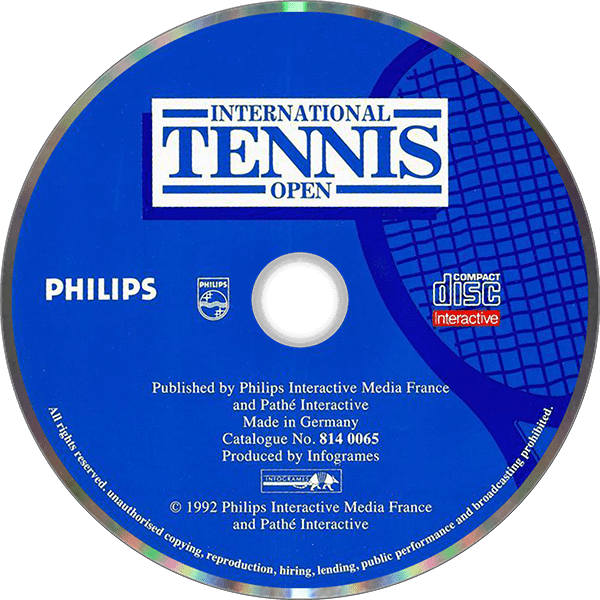 INTERNATIONAL
TENNIS
OPEN
PHILIPS
PHILIPS
COMPACT
disc
Interactive
Published by Philips Interactive Media France
and Pathé Interactive
Made in Germany
Catalogue No. 814 0065
Produced by Infogrames
INFOGRAMES
© 1992 Philips Interactive Media France
and Pathé Interactive
All rights reserved, unauthorised copying, reproduction, hiring, lending, public performance and broadcasting prohibited.